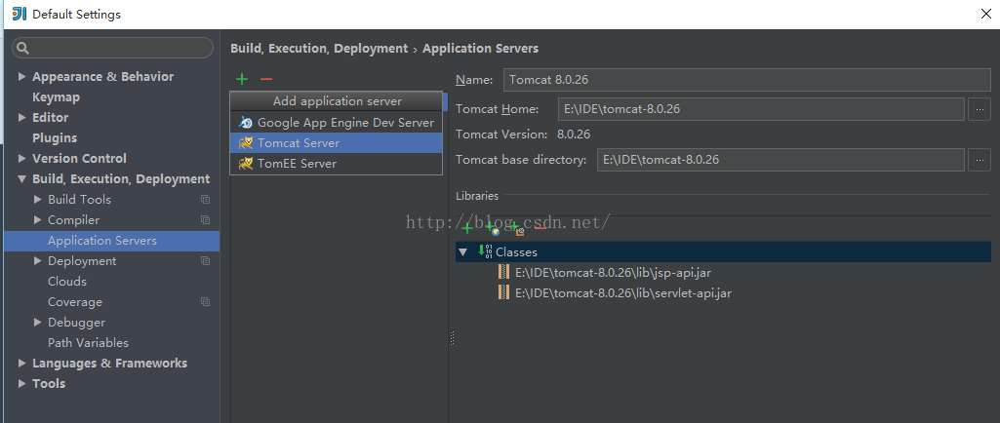 Default Settings
Build, Execution, Deployment › Application Servers
Appearance & Behavior
Keymap
Editor
Plugins
Version Control
Build, Execution, Deployment
Build Tools
Compiler
Application Servers
Deployment
Clouds
Coverage
Debugger
Path Variables
Languages & Frameworks
Tools
Add application server
Google App Engine Dev Server
Tomcat Server
TomEE Server
Name: Tomcat 8.0.26
Tomcat Home: E:\IDE\tomcat-8.0.26 ...
Tomcat Version: 8.0.26
Tomcat base directory: E:\IDE\tomcat-8.0.26 ...
Libraries
http://blog.csdn.net/
Classes
E:\IDE\tomcat-8.0.26\lib\jsp-api.jar
E:\IDE\tomcat-8.0.26\lib\servlet-api.jar